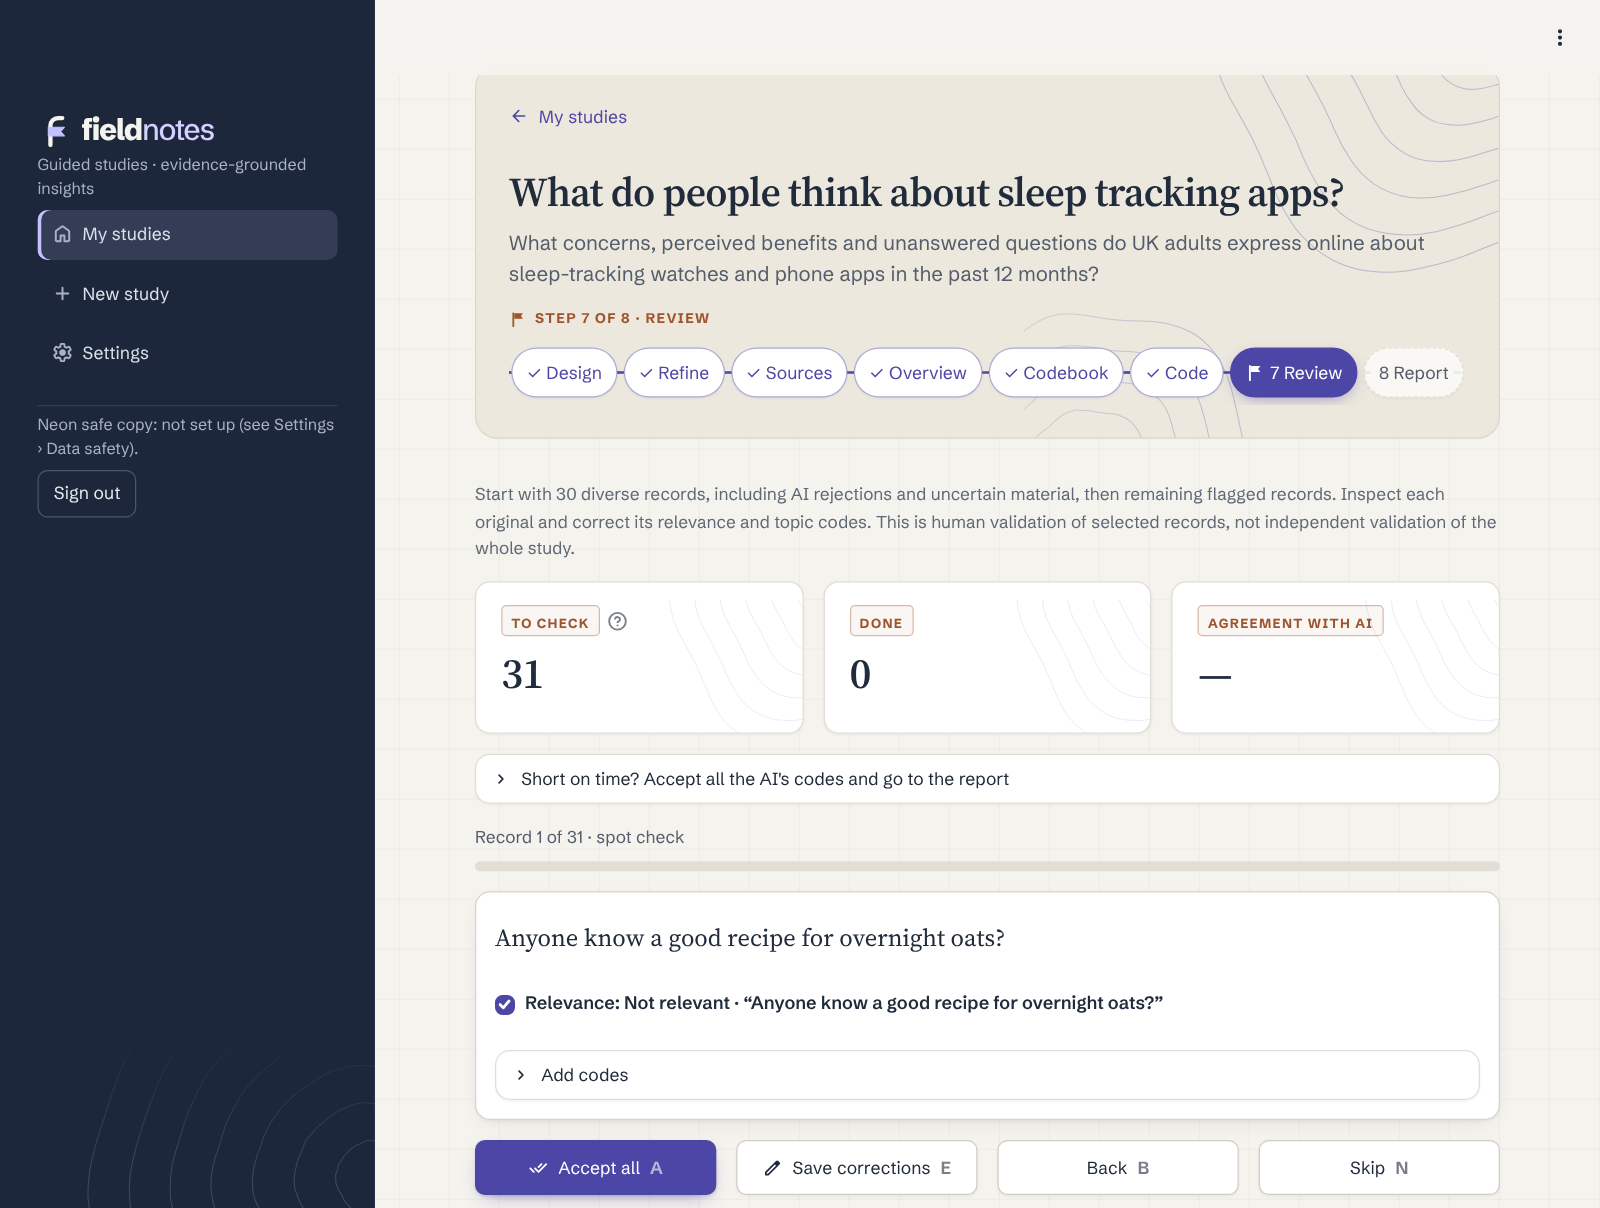 fieldnotes
Guided studies · evidence-grounded
insights
My studies
New study
Settings
Neon safe copy: not set up (see Settings
› Data safety).
Sign out
My studies
What do people think about sleep tracking apps?
What concerns, perceived benefits and unanswered questions do UK adults express online about
sleep-tracking watches and phone apps in the past 12 months?
STEP 7 OF 8 · REVIEW
Design
Refine
Sources
Overview
Codebook
Code
7 Review
8 Report
Start with 30 diverse records, including AI rejections and uncertain material, then remaining flagged records. Inspect each
original and correct its relevance and topic codes. This is human validation of selected records, not independent validation of the
whole study.
TO CHECK
31
DONE
0
AGREEMENT WITH AI
—
Short on time? Accept all the AI's codes and go to the report
Record 1 of 31 · spot check
Anyone know a good recipe for overnight oats?
Relevance: Not relevant · “Anyone know a good recipe for overnight oats?”
Add codes
Accept all A
Save corrections E
Back B
Skip N